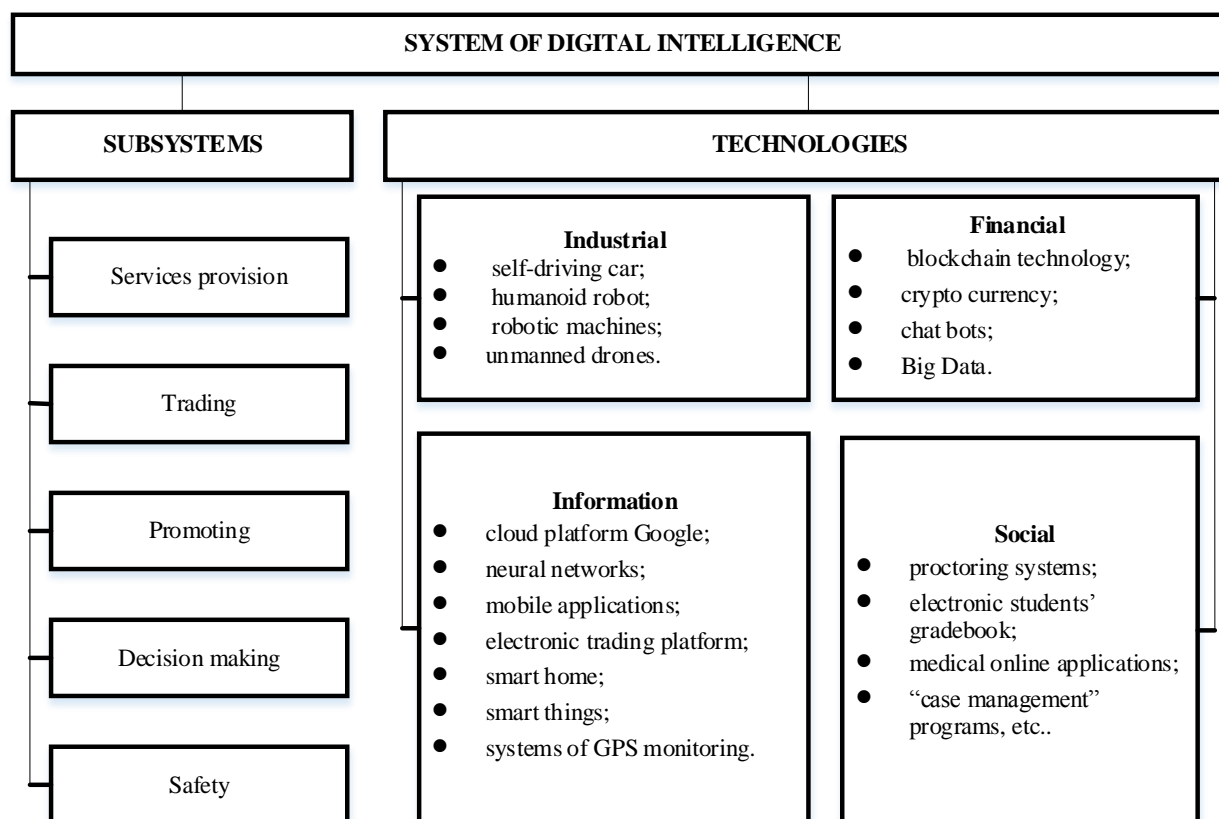 SYSTEM OF DIGITAL INTELLIGENCE
SUBSYSTEMS
Services provision
Trading
Promoting
Decision making
Safety
TECHNOLOGIES
Industrial
● self-driving car;
● humanoid robot;
● robotic machines;
● unmanned drones.
Financial
● blockchain technology;
● crypto currency;
● chat bots;
● Big Data.
Information
● cloud platform Google;
● neural networks;
● mobile applications;
● electronic trading platform;
● smart home;
● smart things;
● systems of GPS monitoring.
Social
● proctoring systems;
● electronic students’
gradebook;
● medical online applications;
● “case management”
programs, etc..